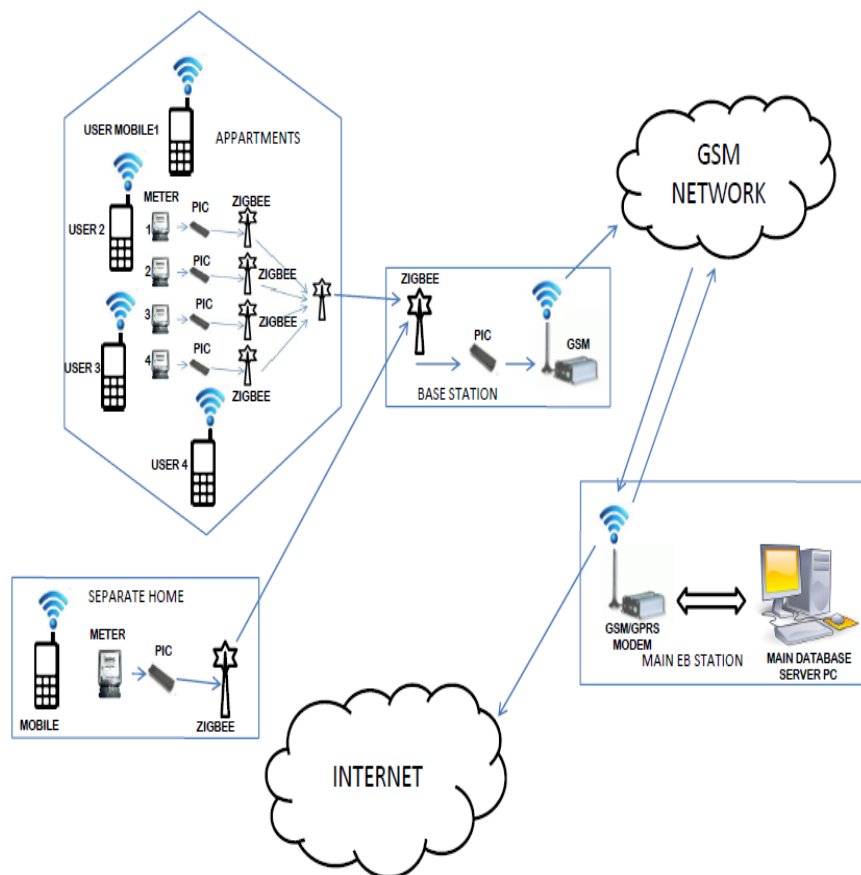 USER MOBILE1
APPARTMENTS
USER 2
METER
PIC
ZIGBEE
1
2
PIC
ZIGBEE
3
PIC
ZIGBEE
USER 3
4
PIC
ZIGBEE
USER 4
ZIGBEE
PIC
GSM
BASE STATION
GSM
NETWORK
SEPARATE HOME
METER
PIC
MOBILE
ZIGBEE
GSM/GPRS
MODEM
MAIN EB STATION
MAIN DATABASE
SERVER PC
INTERNET